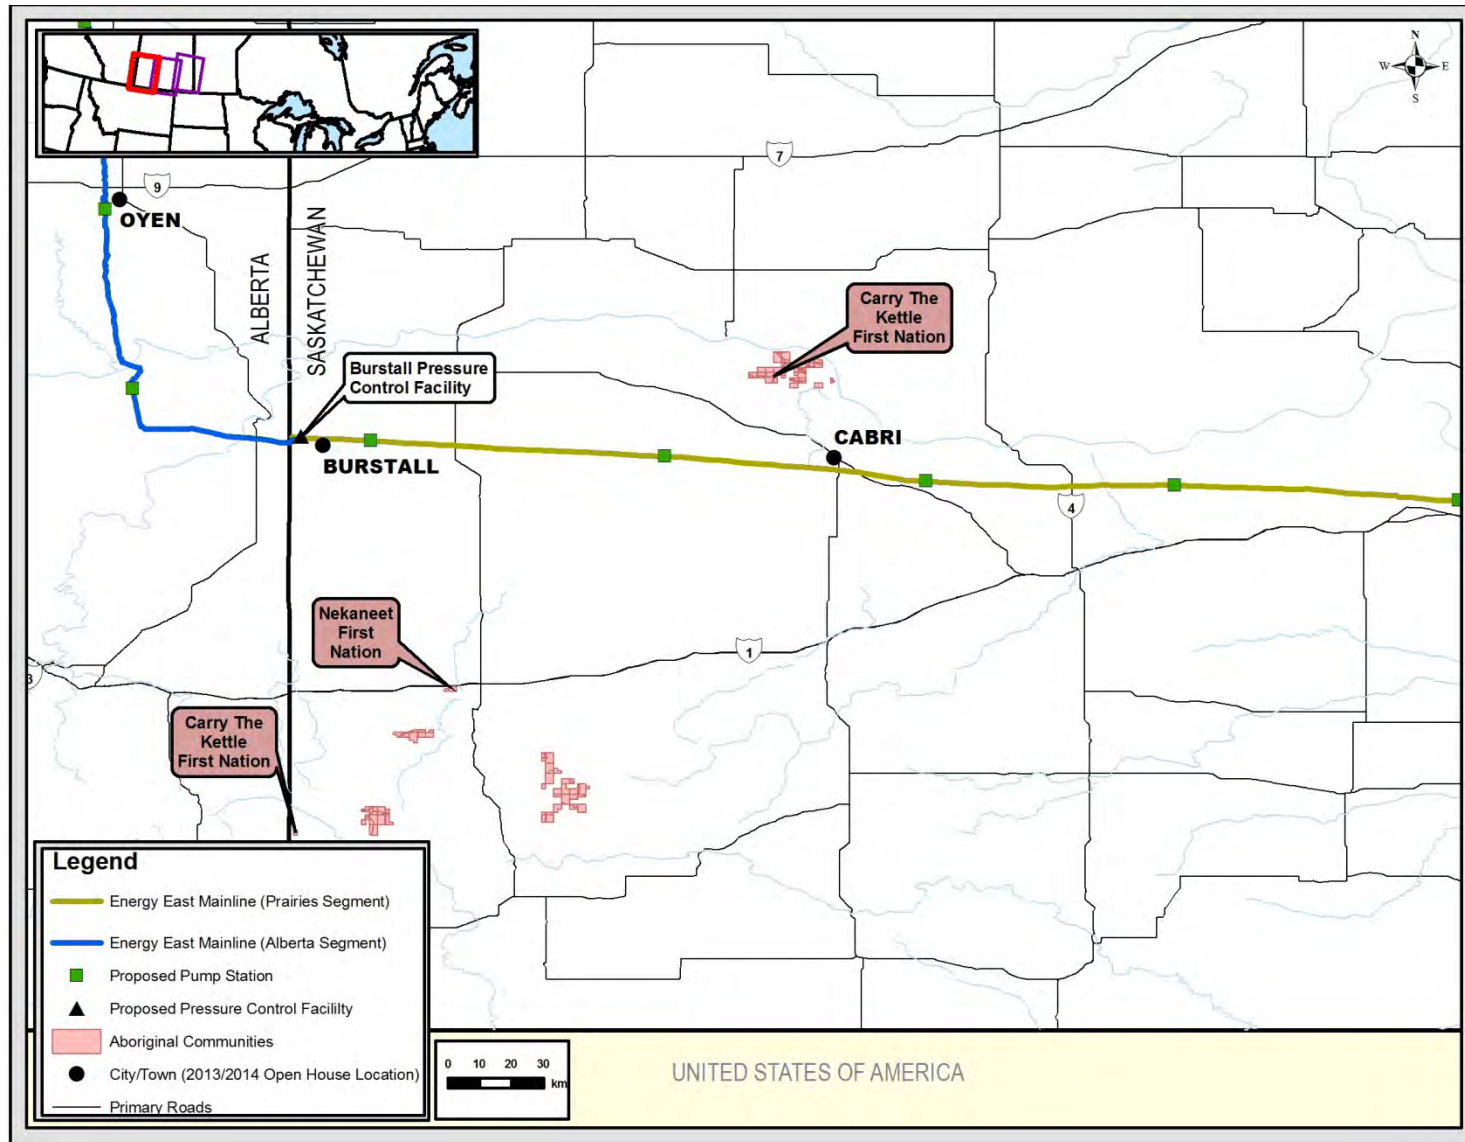 N
W E
S
7
9
OYEN
ALBERTA
SASKATCHEWAN
Carry The
Kettle
First Nation
Burstall Pressure
Control Facility
CABRI
BURSTALL
4
Nekaneet
First
Nation
1
3
Carry The
Kettle
First Nation
Legend
Energy East Mainline (Prairies Segment)
Energy East Mainline (Alberta Segment)
Proposed Pump Station
Proposed Pressure Control Facililty
Aboriginal Communities
City/Town (2013/2014 Open House Location)
Primary Roads
0 10 20 30
km
UNITED STATES OF AMERICA